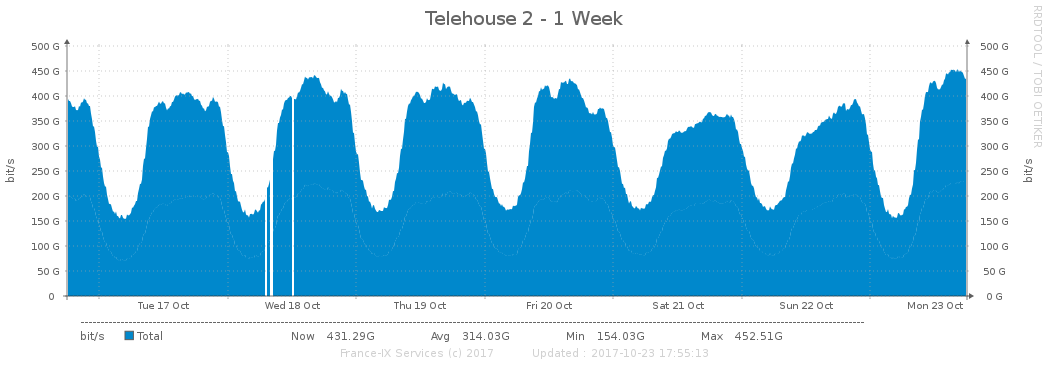 Telehouse 2 - 1 Week
RRDTOOL / TOBI OETIKER
500 G 500 G
450 G 450 G
400 G 400 G
350 G 350 G
300 G 300 G
250 G 250 G
200 G 200 G
150 G 150 G
100 G 100 G
50 G 50 G
0 0 G
bit/s bit/s
Tue 17 Oct Wed 18 Oct Thu 19 Oct Fri 20 Oct Sat 21 Oct Sun 22 Oct Mon 23 Oct
bit/s Total Now 431.29G Avg 314.03G Min 154.03G Max 452.51G
France-IX Services (c) 2017 Updated : 2017-10-23 17:55:13